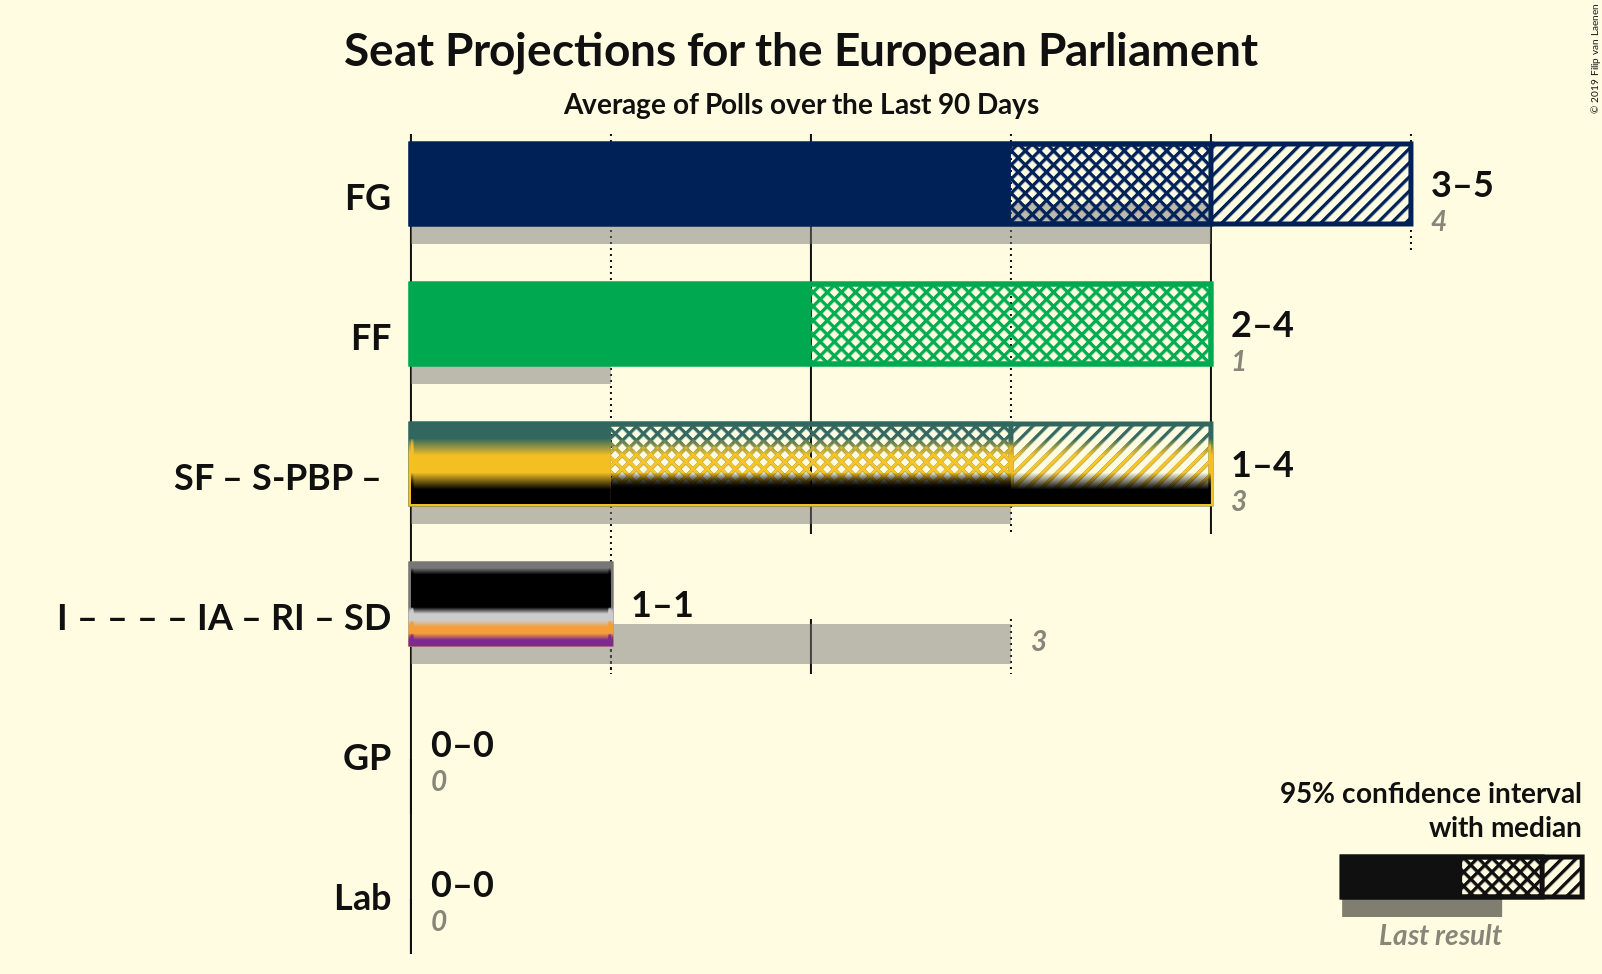 Seat Projections for the European Parliament
Average of Polls over the Last 90 Days
© 2019 Filip van Laenen
FG
3–5
4
FF
2–4
1
SF – S-PBP –
1–4
3
I – – – – IA – RI – SD
1–1
3
GP
0–0
0
Lab
0–0
0
95% confidence interval
with median
Last result